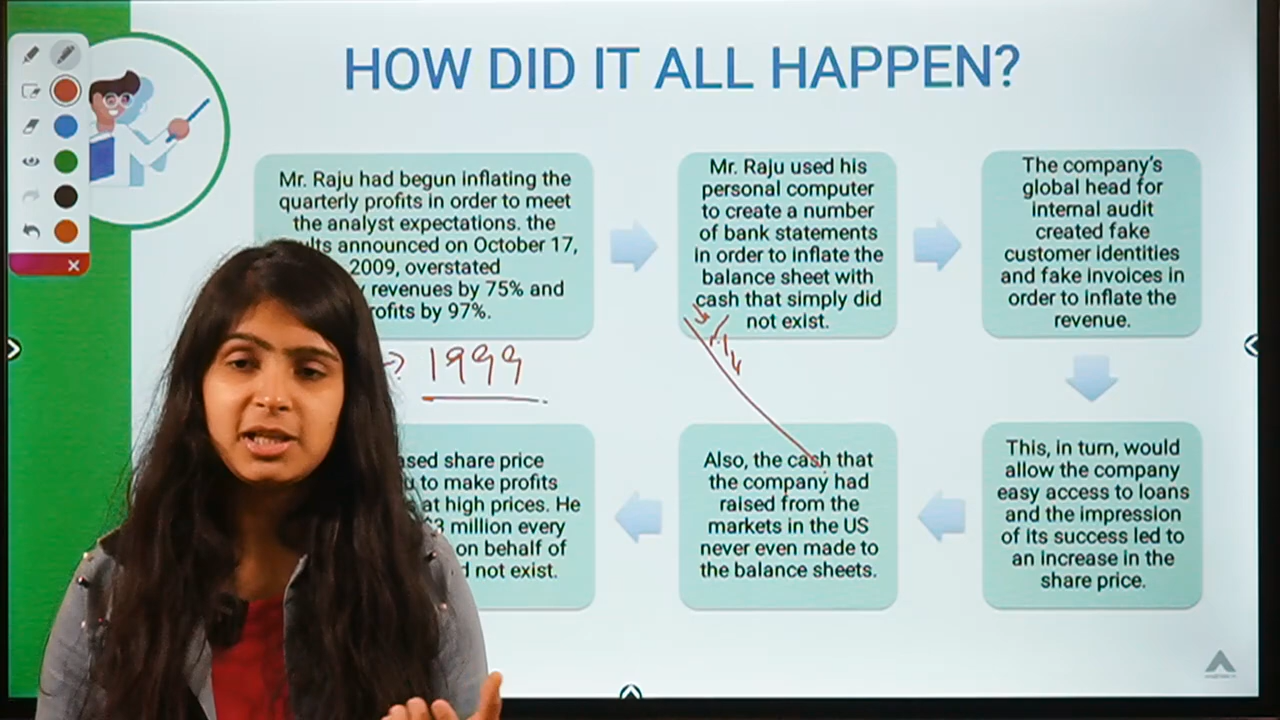 HOW DID IT ALL HAPPEN?
Mr. Raju had begun inflating the
quarterly profits in order to meet
the analyst expectations. the
announced on October 17,
2009, overstated
revenues by 75% and
by 97%.
1999
Mr. Raju used his
personal computer
to create a number
of bank statements
in order to inflate the
balance sheet with
cash that simply did
not exist.
The company's
global head for
internal audit
created fake
customer identities
and fake invoices in
order to inflate the
revenue.
This, in turn, would
allow the company
easy access to loans
and the impression
of its success led to
an increase in the
share price.
Also, the cash that
the company had
raised from the
markets in the US
never even made to
the balance sheets.
share price
to make profits
at high prices. He
$3 million every
on behalf of
not exist.